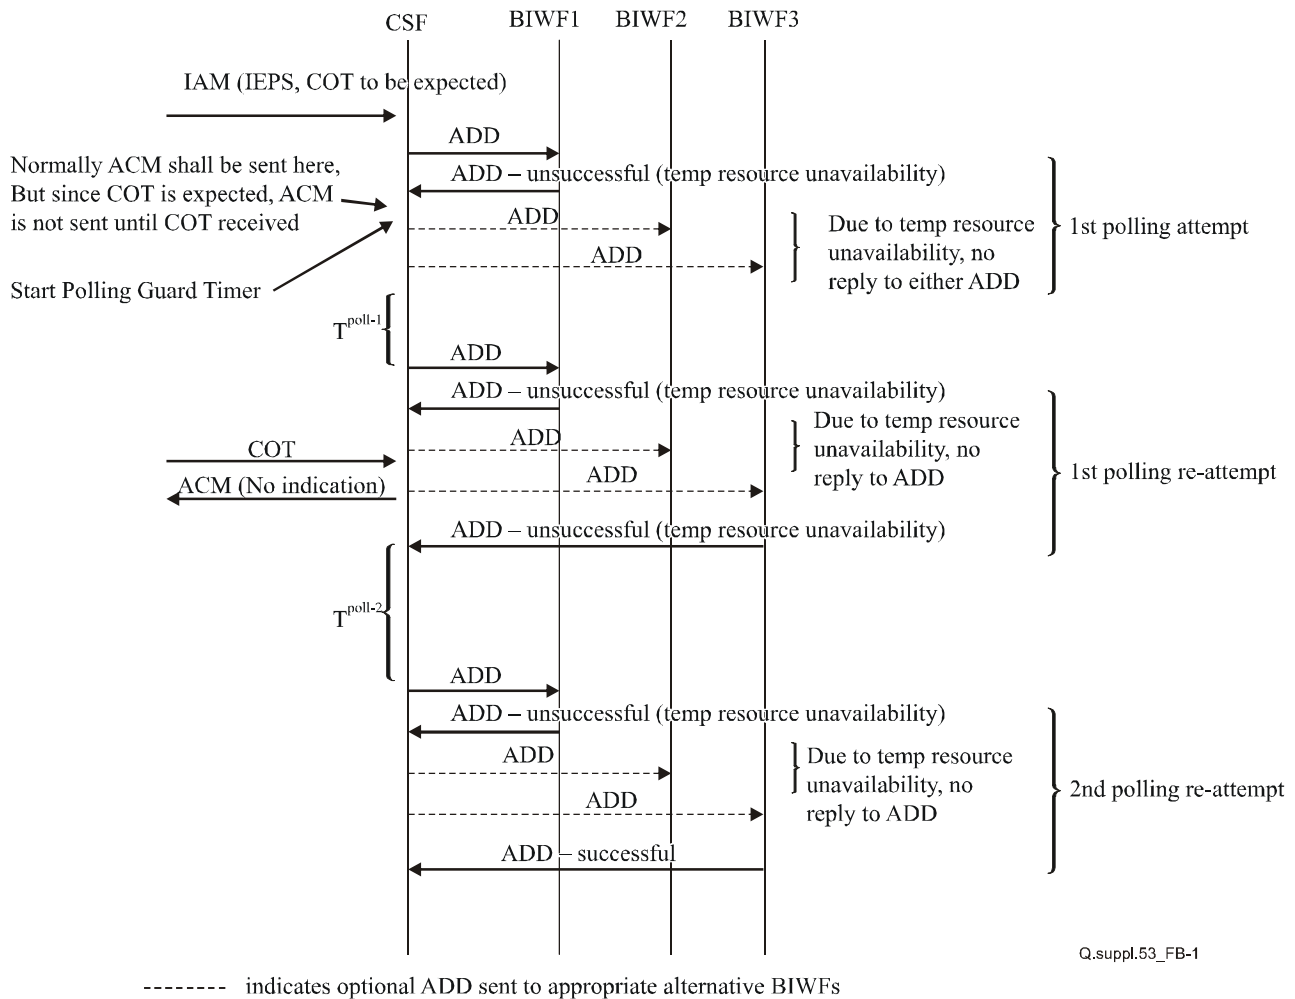 CSF
BIWF1
BIWF2
BIWF3
IAM (IEPS, COT to be expected)
ADD
Normally ACM shall be sent here,
But since COT is expected, ACM
is not sent until COT received
ADD – unsuccessful (temp resource unavailability)
ADD
ADD
Due to temp resource
unavailability, no
reply to either ADD
1st polling attempt
Start Polling Guard Timer
Tpoll-1
ADD
ADD – unsuccessful (temp resource unavailability)
ADD
Due to temp resource
unavailability, no
reply to ADD
COT
ADD
ACM (No indication)
1st polling re-attempt
ADD – unsuccessful (temp resource unavailability)
Tpoll-2
ADD
ADD – unsuccessful (temp resource unavailability)
ADD
Due to temp resource
unavailability, no
reply to ADD
ADD
2nd polling re-attempt
ADD – successful
Q.suppl.53_FB-1
indicates optional ADD sent to appropriate alternative BIWFs